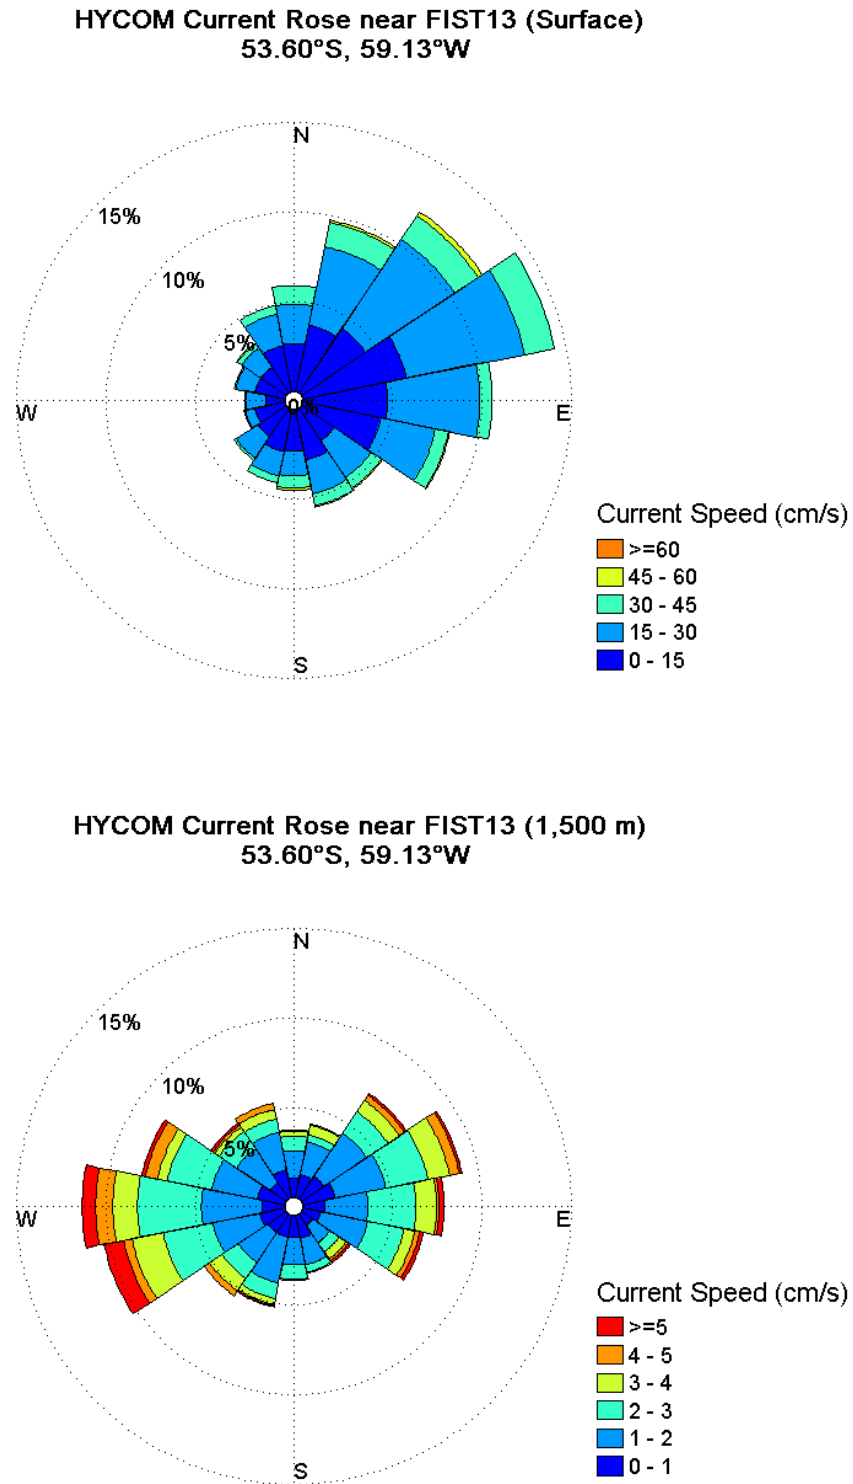 HYCOM Current Rose near FIST13 (Surface)
53.60°S, 59.13°W
N
15%
10%
5%
0%
W
E
S
Current Speed (cm/s)
>=60
45 - 60
30 - 45
15 - 30
0 - 15
HYCOM Current Rose near FIST13 (1,500 m)
53.60°S, 59.13°W
N
15%
10%
5%
W
E
S
Current Speed (cm/s)
>=5
4 - 5
3 - 4
2 - 3
1 - 2
0 - 1